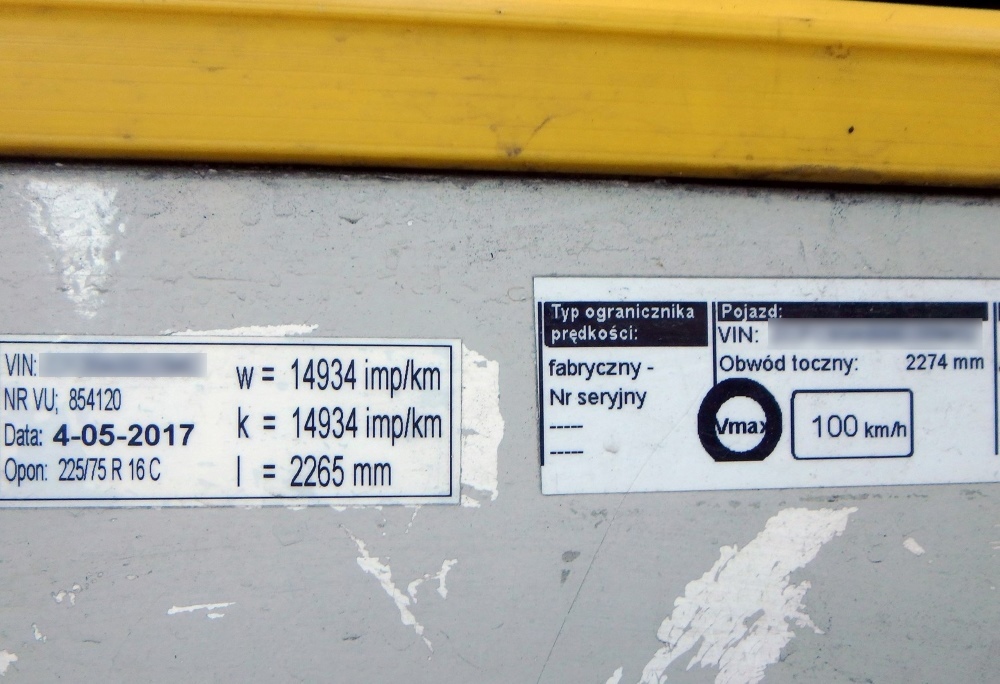 VIN:
NR VU; 854120
Data: 4-05-2017
Opon: 225/75 R 16 C
w = 14934 imp/km
k = 14934 imp/km
l = 2265 mm
Typ ogranicznika
prędkości:
fabryczny -
Nr seryjny
----
----
Pojazd:
VIN:
Obwód toczny: 2274 mm
Vmax
100 km/h